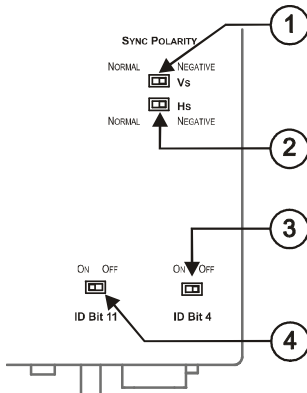 1
SYNC POLARITY
NORMAL NEGATIVE
Vs
Hs
NORMAL NEGATIVE
2
3
ON OFF ON OFF
ID Bit 11 ID Bit 4
4